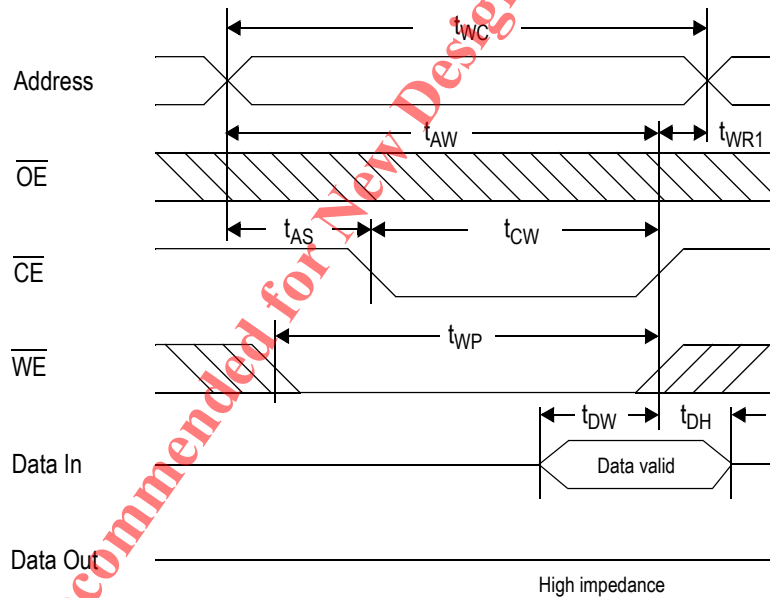 tWC
Address
tAW
tWR1
OE
tAS
tCW
CE
tWP
WE
tDW
tDH
Data In
Data valid
Data Out
High impedance
commended for New Desig